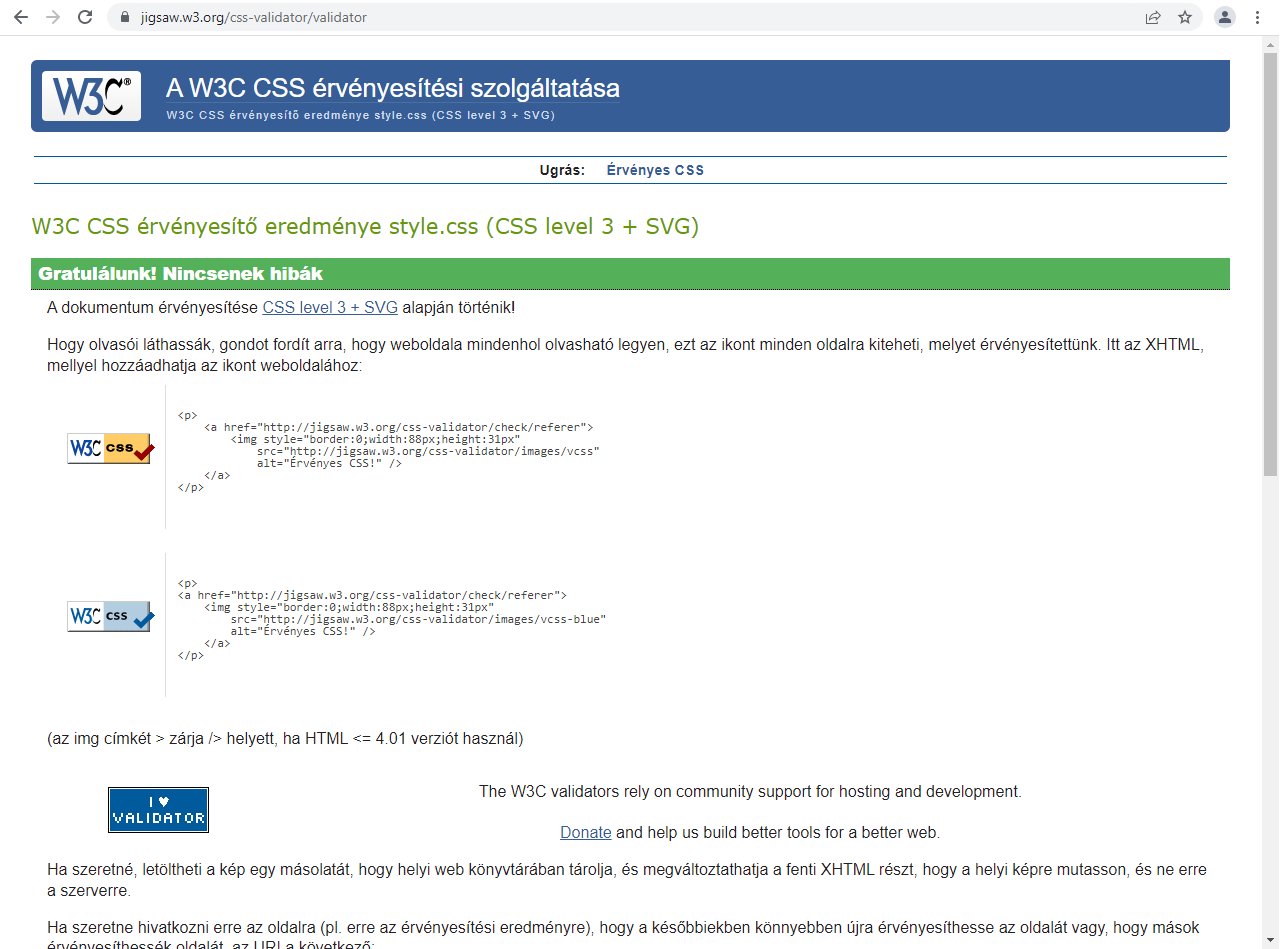 jigsaw.w3.org/css-validator/validator
W3C®
A W3C CSS érvényesítési szolgáltatása
W3C CSS érvényesítő eredménye style.css (CSS level 3 + SVG)
Ugrás: Érvényes CSS
W3C CSS érvényesítő eredménye style.css (CSS level 3 + SVG)
Gratulálunk! Nincsenek hibák
A dokumentum érvényesítése CSS level 3 + SVG alapján történik!
Hogy olvasói láthassák, gondot fordít arra, hogy weboldala mindenhol olvasható legyen, ezt az ikont minden oldalra kiteheti, melyet érvényesítettünk. Itt az XHTML,
mellyel hozzáadhatja az ikont weboldalához:
W3C css
<p>
<a href="http://jigsaw.w3.org/css-validator/check/referer">
<img style="border:0;width:88px;height:31px"
src="http://jigsaw.w3.org/css-validator/images/vcss"
alt="Érvényes CSS!" />
</a>
</p>
W3C css
<p>
<a href="http://jigsaw.w3.org/css-validator/check/referer">
<img style="border:0;width:88px;height:31px"
src="http://jigsaw.w3.org/css-validator/images/vcss-blue"
alt="Érvényes CSS!" />
</a>
</p>
(az img címkét > zárja /> helyett, ha HTML <= 4.01 verziót használ)
I ♥
VALIDATOR
The W3C validators rely on community support for hosting and development.
Donate and help us build better tools for a better web.
Ha szeretné, letöltheti a kép egy másolatát, hogy helyi web könyvtárában tárolja, és megváltoztathatja a fenti XHTML részt, hogy a helyi képre mutasson, és ne erre
a szerverre.
Ha szeretne hivatkozni erre az oldalra (pl. erre az érvényesítési eredményre), hogy a későbbiekben könnyebben újra érvényesíthesse az oldalát vagy, hogy mások
érvényesíthessék oldalát, az URI a következő: